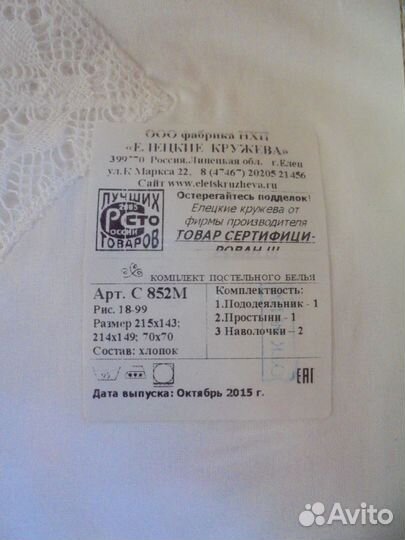 ООО фабрика НХП
«ЕЛЕЦКИЕ КРУЖЕВА»
399770 Россия.Липецкая обл. г.Елец
ул.К Маркса 22, 8 (47467) 20205 21456
Сайт www.eletskruzheva.ru
ЛУЧШИХ
2005
СТО
РОССИИ
ТОВАРОВ
Остерегайтесь подделок!
Елецкие кружева от
фирмы производителя
ТОВАР СЕРТИФИЦИ-
РОВАН !!!
КОМПЛЕКТ ПОСТЕЛЬНОГО БЕЛЬЯ
Арт. С 852М
Рис. 18-99
Размер 215х143;
214х149; 70х70
Состав: хлопок
Комплектность:
1.Пододеяльник - 1
2.Простыни - 1
3 Наволочки – 2
EAC
Дата выпуска: Октябрь 2015 г.
Avito